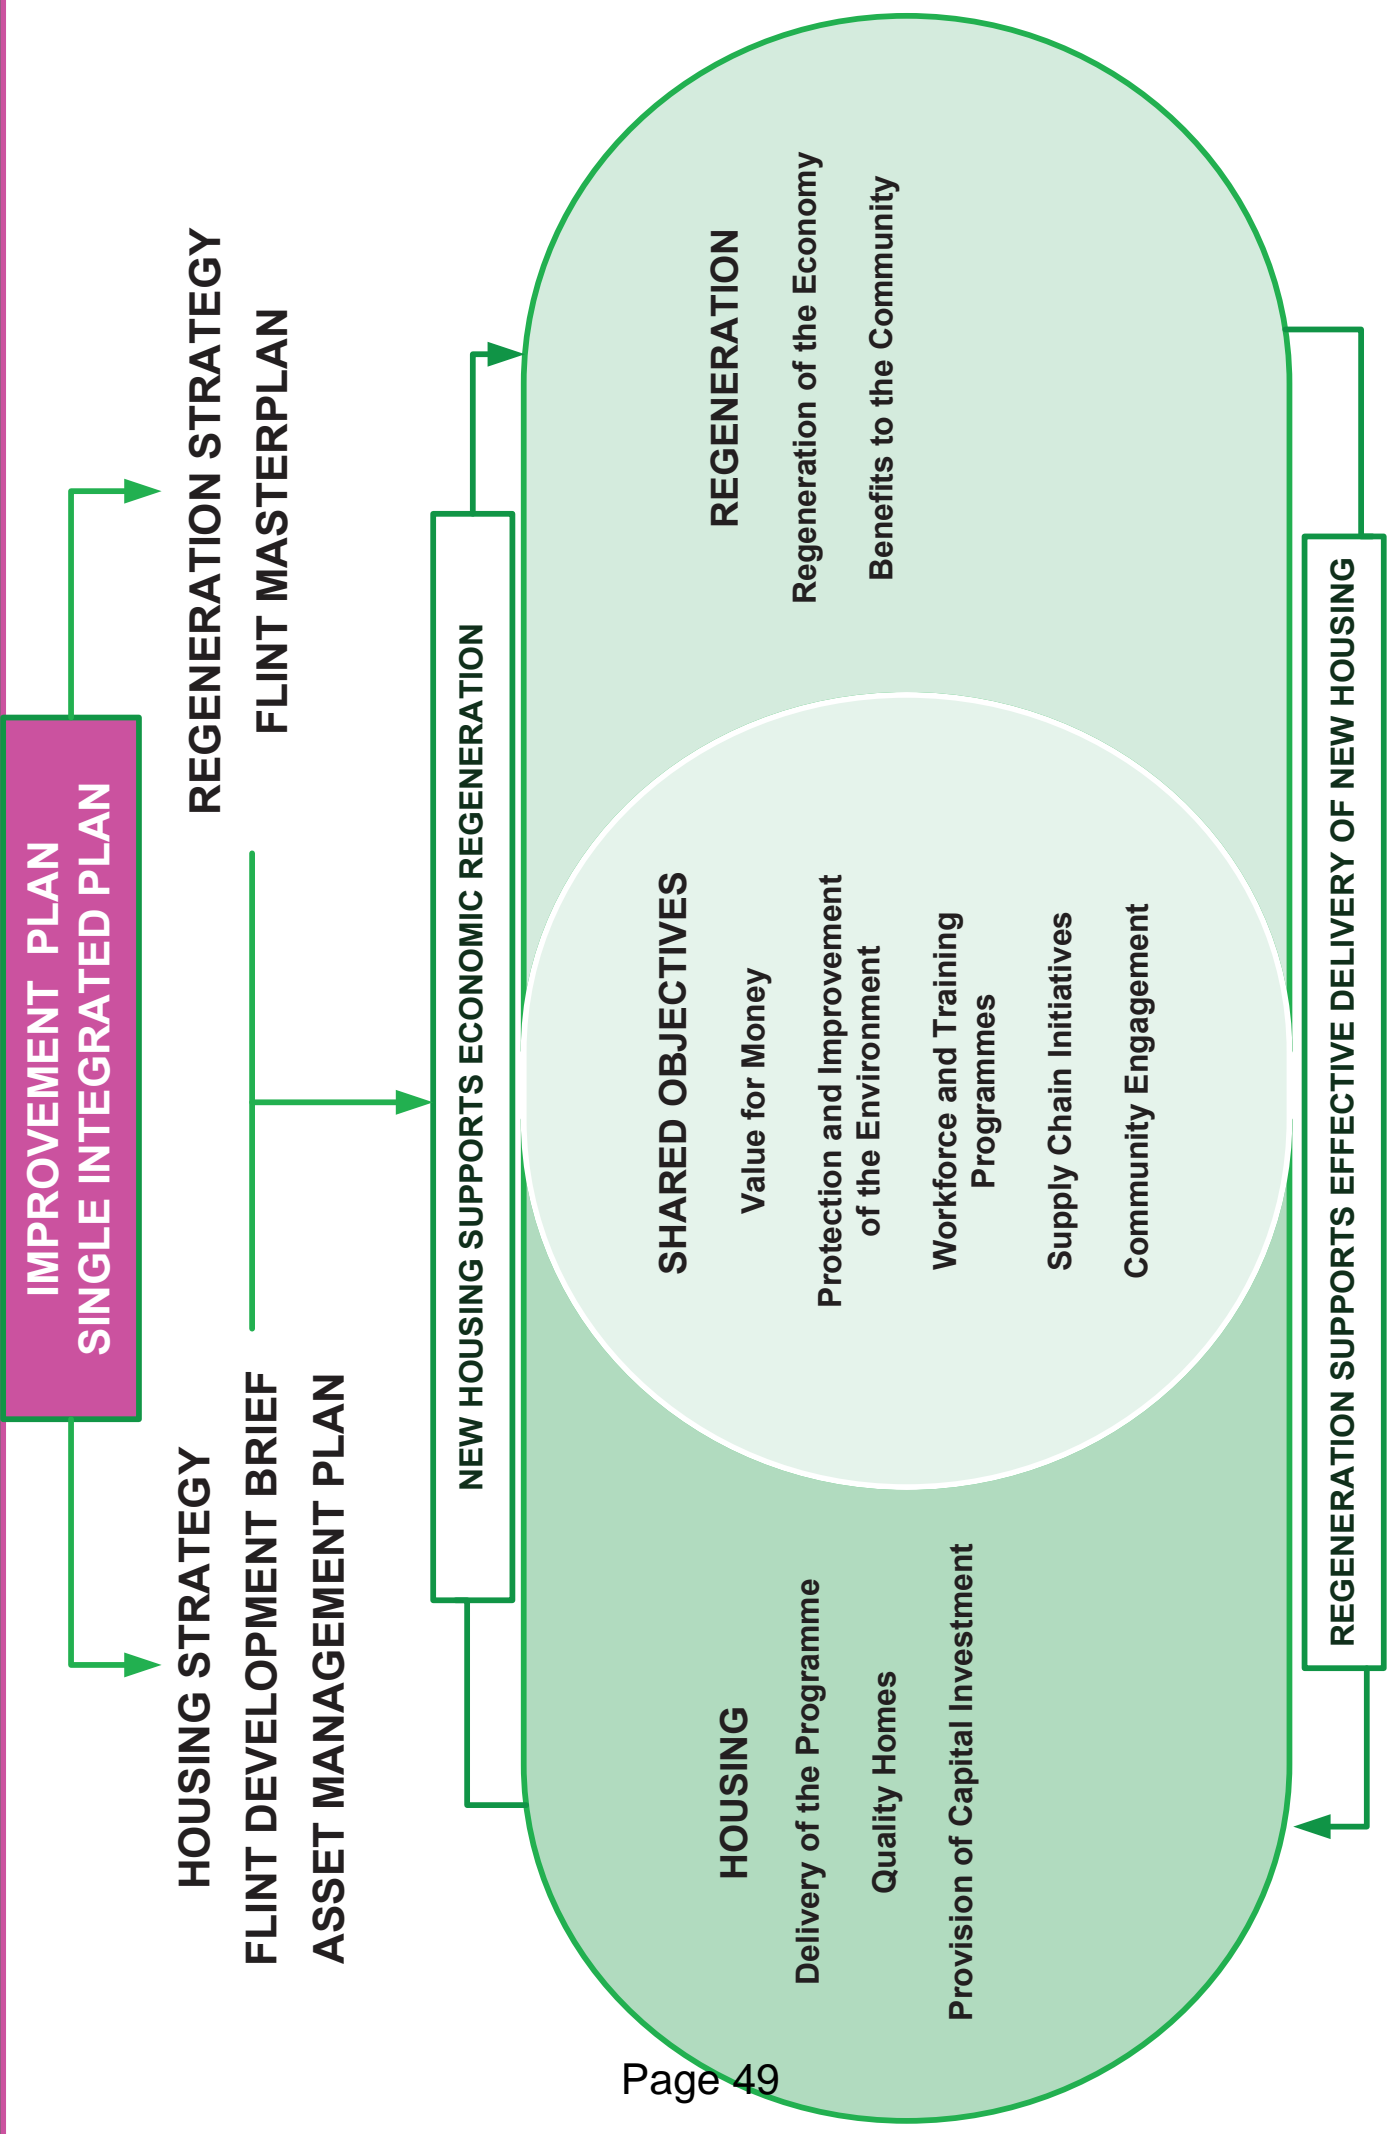 IMPROVEMENT PLAN
SINGLE INTEGRATED PLAN
HOUSING STRATEGY
FLINT DEVELOPMENT BRIEF
ASSET MANAGEMENT PLAN
REGENERATION STRATEGY
FLINT MASTERPLAN
NEW HOUSING SUPPORTS ECONOMIC REGENERATION
HOUSING
Delivery of the Programme
Quality Homes
Provision of Capital Investment
SHARED OBJECTIVES
Value for Money
Protection and Improvement
of the Environment
Workforce and Training
Programmes
Supply Chain Initiatives
Community Engagement
REGENERATION
Regeneration of the Economy
Benefits to the Community
REGENERATION SUPPORTS EFFECTIVE DELIVERY OF NEW HOUSING
Page 49